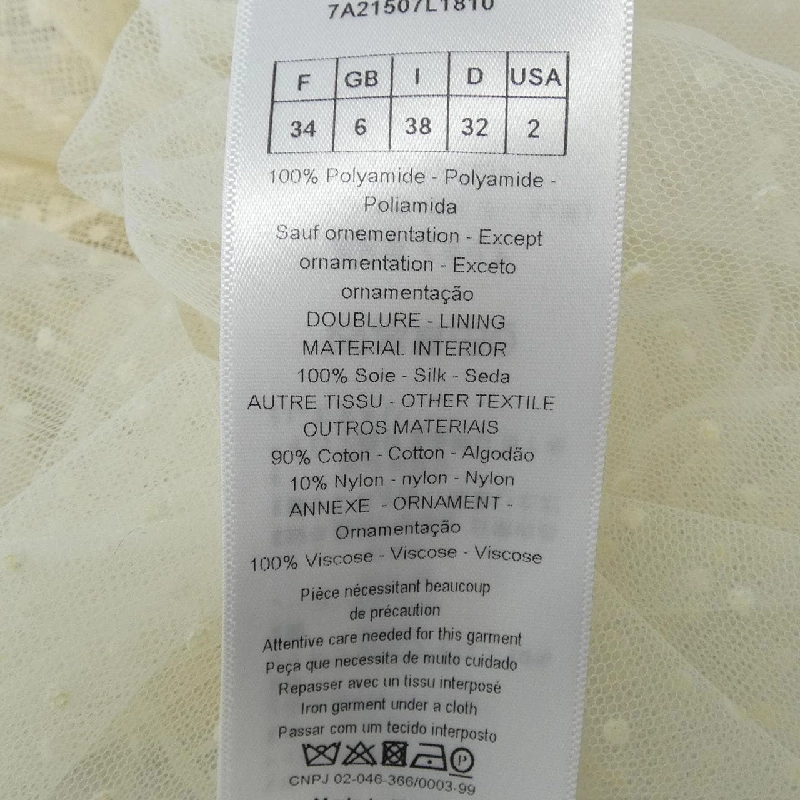 7A21507L1810
F GB I D USA
34 6 38 32 2
100% Polyamide - Polyamide -
Poliamida
Sauf ornementation - Except
ornamentation - Exceto
ornamentação
DOUBLURE - LINING
MATERIAL INTERIOR
100% Soie - Silk - Seda
AUTRE TISSU - OTHER TEXTILE
OUTROS MATERIAIS
90% Coton - Cotton - Algodão
10% Nylon - nylon - Nylon
ANNEXE - ORNAMENT -
Ornamentação
100% Viscose - Viscose - Viscose
Pièce nécessitant beaucoup
de précaution
Attentive care needed for this garment
Peça que necessita de muito cuidado
Repasser avec un tissu interposé
Iron garment under a cloth
Passar com um tecido interposto
P
CNPJ 02-046-366/0003-99